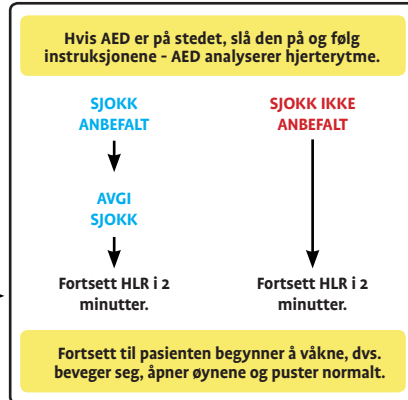 Hvis AED er på stedet, slå den på og følg
instruksjonene - AED analyserer hjerterytme.
SJOKK
ANBEFALT
AVGI
SJOKK
Fortsett HLR i 2
minutter.
SJOKK IKKE
ANBEFALT
Fortsett HLR i 2
minutter.
Fortsett til pasienten begynner å våkne, dvs.
beveger seg, åpner øynene og puster normalt.